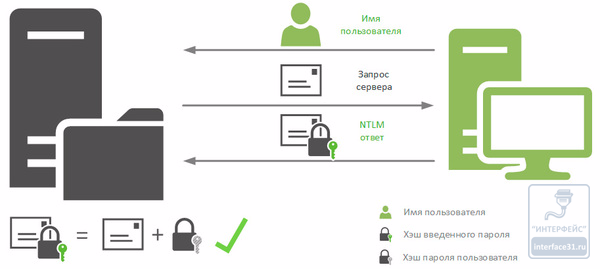 Имя
пользователя
Запрос
сервера
NTLM
ответ
Имя пользователя
Хэш введенного пароля
Хэш пароля пользователя
"ИНТЕРФЕЙС"
interface31.ru